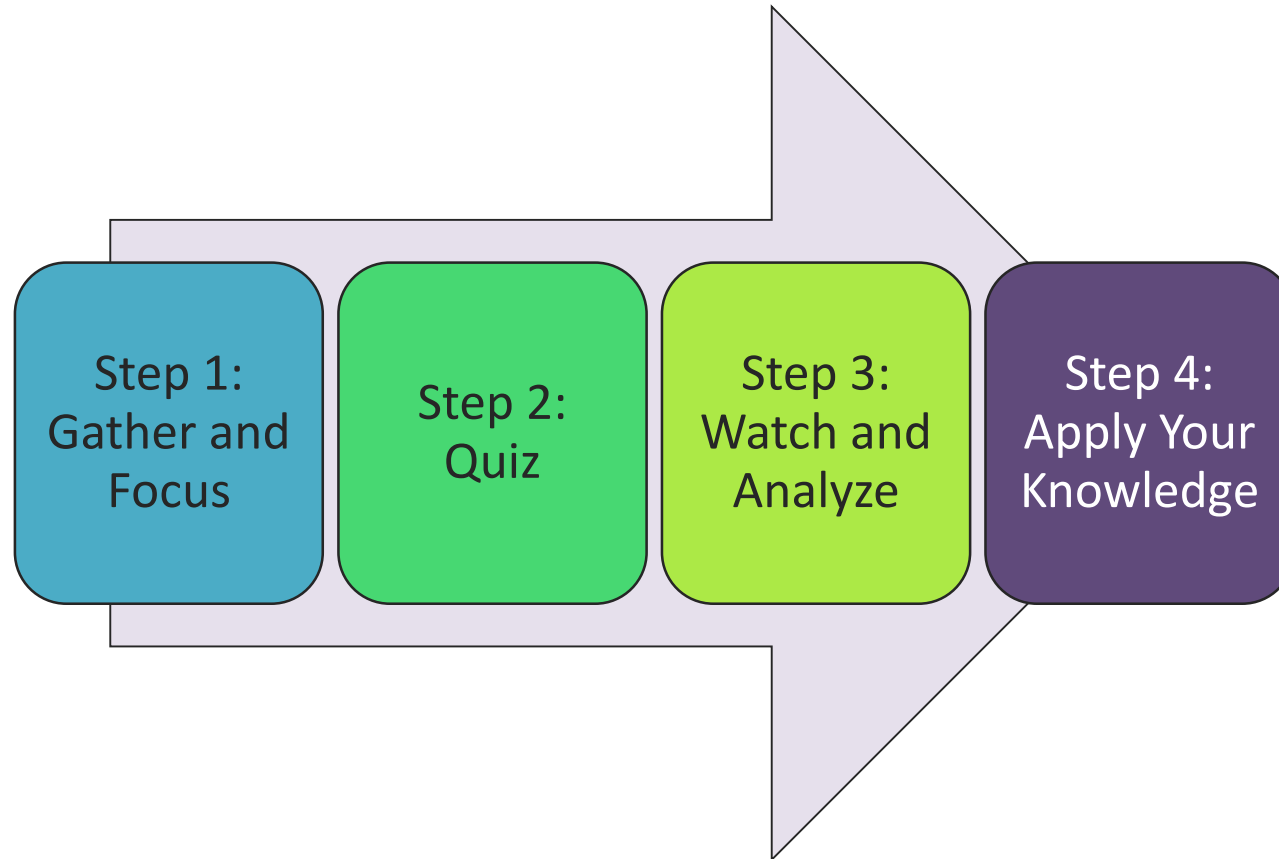 Step 1:
Gather and
Focus
Step 2:
Quiz
Step 3:
Watch and
Analyze
Step 4:
Apply Your
Knowledge